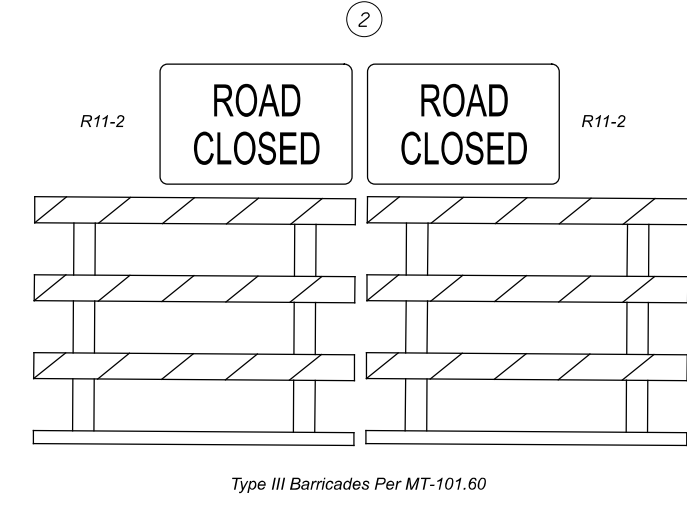 2
ROAD
CLOSED
ROAD
CLOSED
R11-2
R11-2
Type III Barricades Per MT-101.60